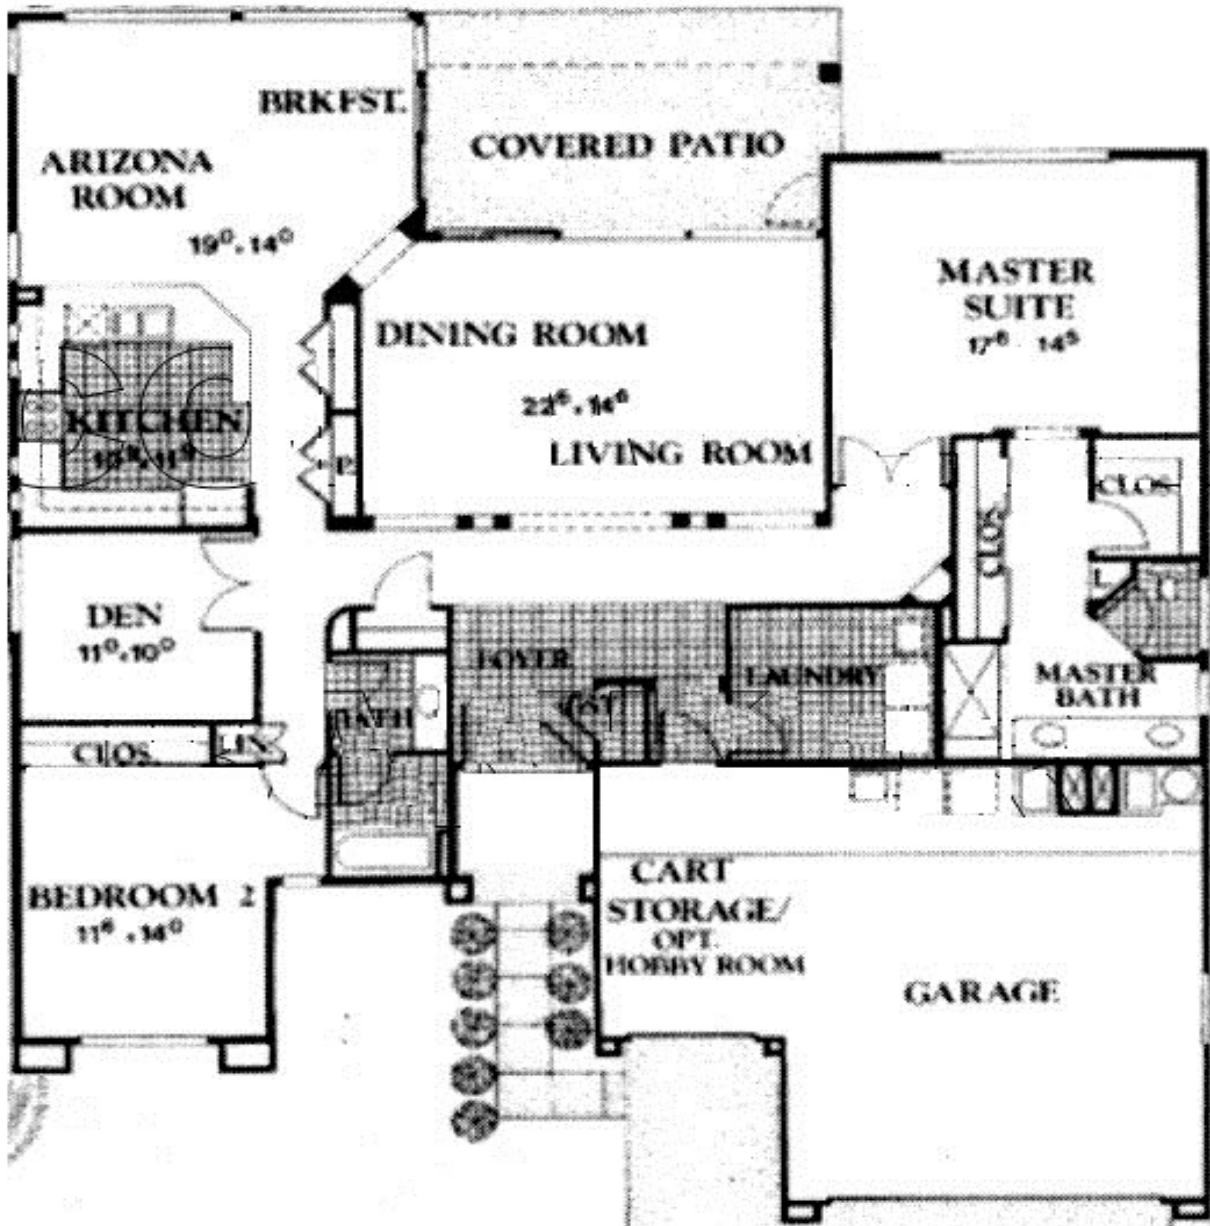 BRKFST.
COVERED PATIO
ARIZONA
ROOM
19⁰ · 14⁰
MASTER
SUITE
17⁶ 14⁵
DINING ROOM
22⁶ · 14⁶
LIVING ROOM
KITCHEN
P.
CLOS.
CLOS.
DEN
11⁰ · 10⁰
L.
FOYER
LAUNDRY
MASTER
BATH
BATH
CLOS.
LIN
BEDROOM 2
11⁶ · 14⁰
CART
STORAGE/
OPT.
HOBBY ROOM
GARAGE